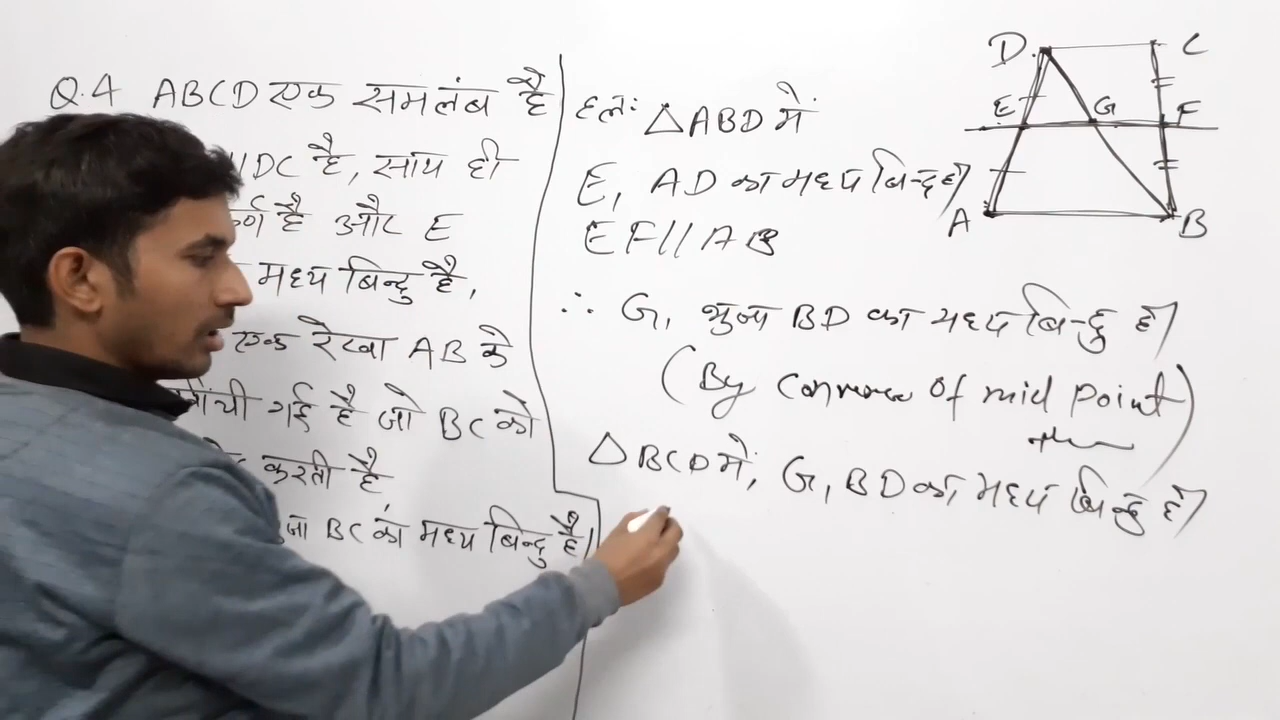 Q.4 ABCD एक समलंब है
||DC है, साथ ही
है और E
मध्य बिन्दु है,
एक रेखा AB के
गई है जो BC को
करती है
BC का मध्य बिन्दु है।
हलः △ABD में
E, AD का मध्य बिन्दु है।
EF//AB
∴ G, भुजा BD का मध्य बिन्दु है।
(By Converse of mid Point
△BCD में, G, BD का मध्य बिन्दु है।
D C
E G F
A B